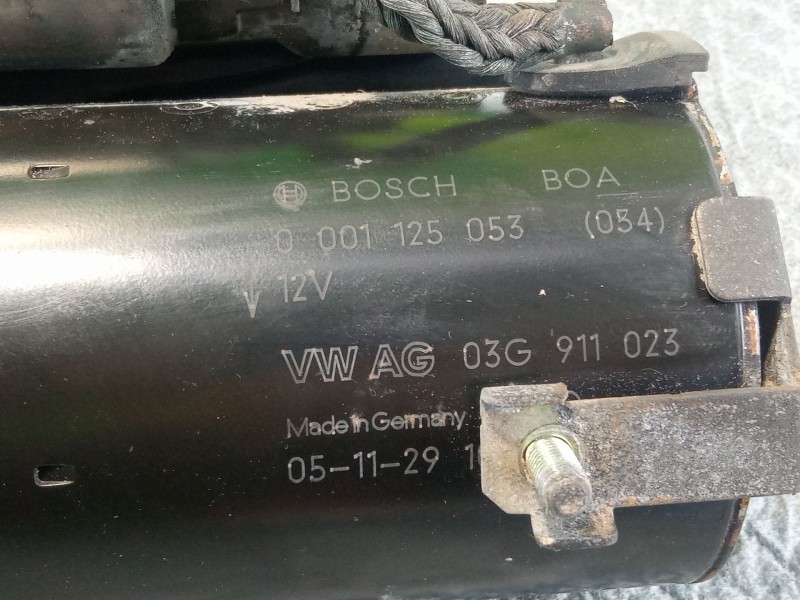 BOSCH BOA
0 001 125 053 (054)
12V
VW AG 03G 911 023
Made in Germany
05-11-29